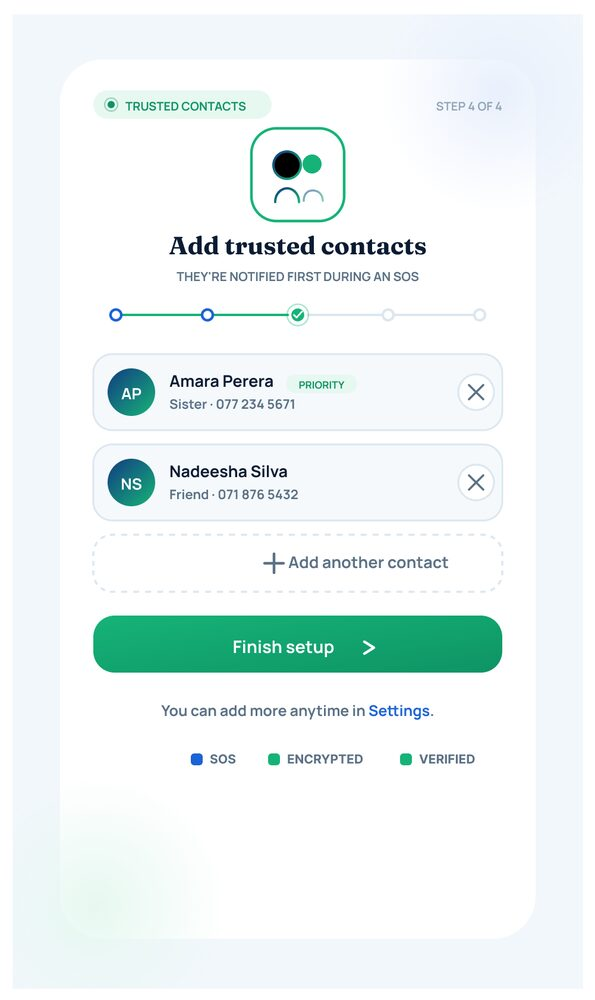 TRUSTED CONTACTS
STEP 4 OF 4
Add trusted contacts
THEY'RE NOTIFIED FIRST DURING AN SOS
AP
Amara Perera PRIORITY
Sister · 077 234 5671
NS
Nadeesha Silva
Friend · 071 876 5432
Add another contact
Finish setup
You can add more anytime in Settings.
SOS ENCRYPTED VERIFIED